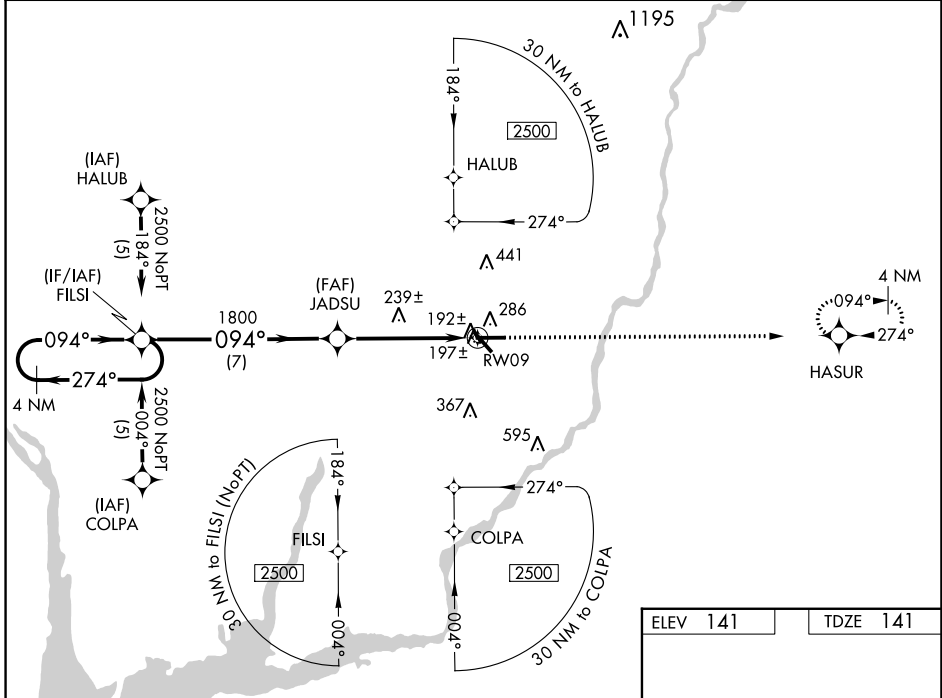 1195
30 NM to HALUB
184°
2500
HALUB
274°
(IAF)
HALUB
2500 NoPT
184°
(5)
441
(IF/IAF)
FILSI
(FAF)
JADSU
239±
286
192±
197±
RW09
1800
094°
(7)
094°
274°
4 NM
4 NM
094°
274°
HASUR
2500 NoPT
004°
(5)
(IAF)
COLPA
367
595
30 NM to FILSI (NoPT)
184°
FILSI
2500
004°
274°
COLPA
2500
004°
30 NM to COLPA
ELEV 141
TDZE 141